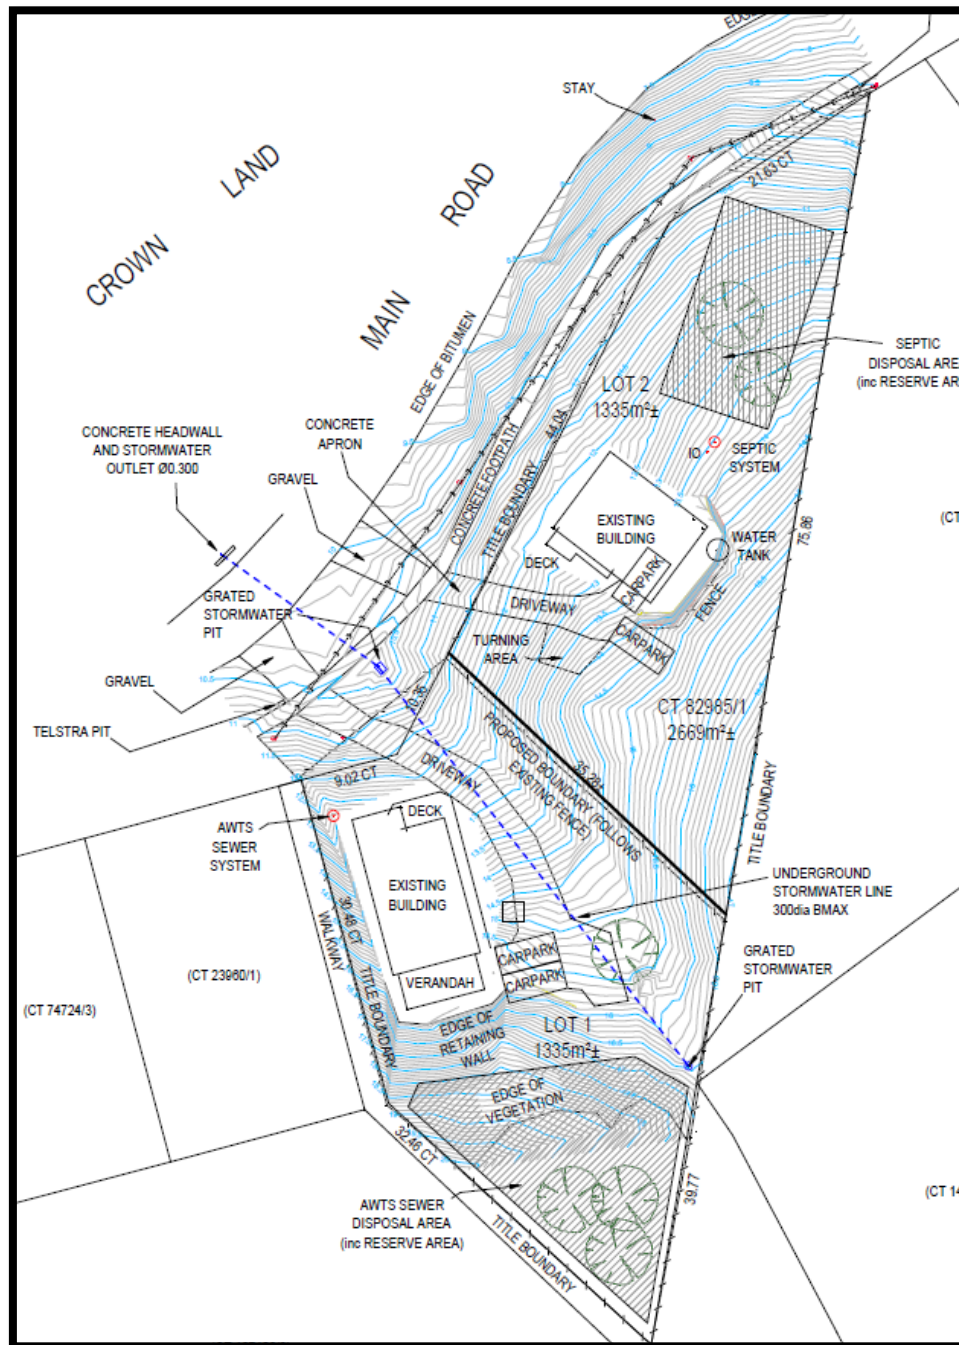 EDGE
STAY
CROWN LAND
MAIN ROAD
21.63 CT
EDGE OF BITUMEN
SEPTIC
DISPOSAL ARE
(inc RESERVE AR
LOT 2
1335m²±
44.04
CONCRETE
APRON
CONCRETE HEADWALL
AND STORMWATER
OUTLET Ø0.300
GRAVEL
CONCRETE FOOTPATH
TITLE BOUNDARY
IO
SEPTIC
SYSTEM
EXISTING
BUILDING
WATER
TANK
75.86
(CT
DECK
CARPARK
FENCE
GRATED
STORMWATER
PIT
DRIVEWAY
CARPARK
TURNING
AREA
GRAVEL
TELSTRA PIT
CT 82985/1
2669m²±
PROPOSED BOUNDARY (FOLLOWS
EXISTING FENCE)
35.28±
TITLE BOUNDARY
DRIVEWAY
9.02 CT
AWTS
SEWER
SYSTEM
DECK
EXISTING
BUILDING
VERANDAH
30.48 CT
WALKWAY
TITLE BOUNDARY
UNDERGROUND
STORMWATER LINE
300dia BMAX
CARPARK
CARPARK
GRATED
STORMWATER
PIT
(CT 23960/1)
(CT 74724/3)
EDGE OF
RETAINING
WALL
LOT 1
1335m²±
EDGE OF
VEGETATION
32.46 CT
39.77
(CT 14
AWTS SEWER
DISPOSAL AREA
(inc RESERVE AREA)
TITLE BOUNDARY